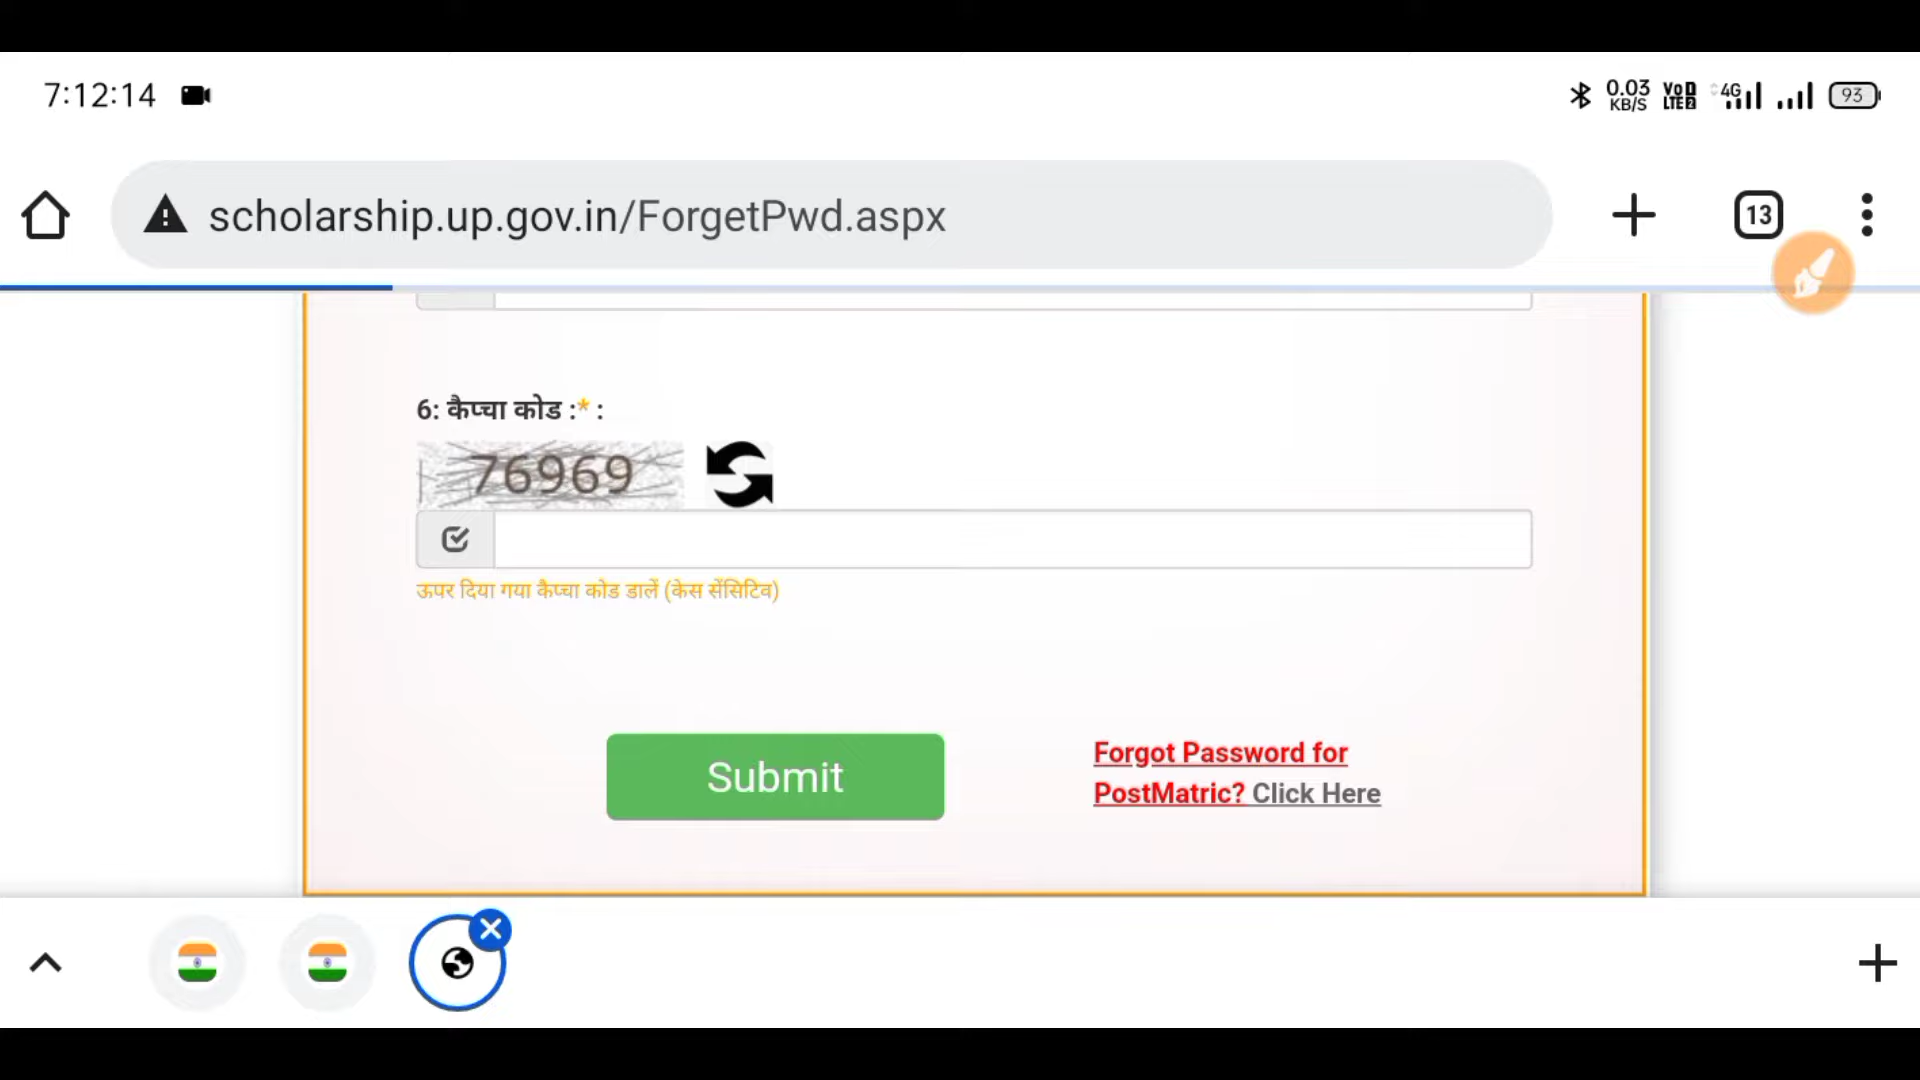 7:12:14
0.03 KB/S
Vo LTE 2
4G
93
scholarship.up.gov.in/ForgetPwd.aspx
13
6: कैप्चा कोड :* :
76969
ऊपर दिया गया कैप्चा कोड डालें (केस सेंसिटिव)
Submit
Forgot Password for
PostMatric? Click Here